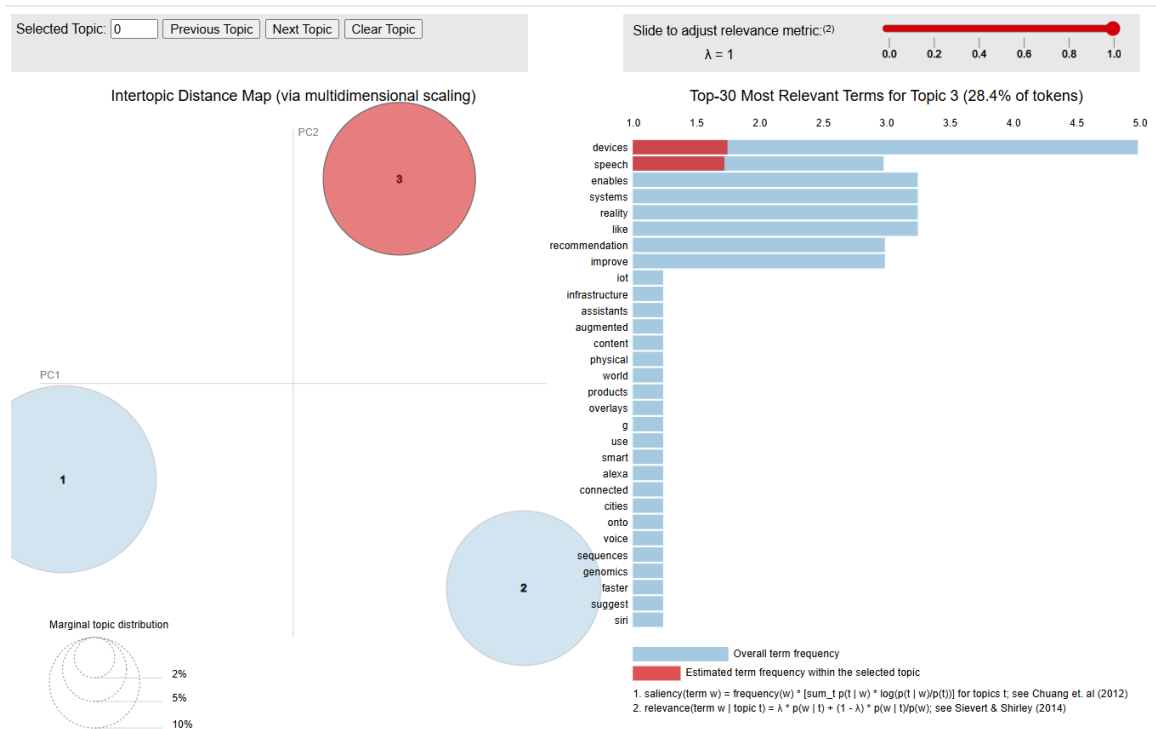 Selected Topic: 0 Previous Topic Next Topic Clear Topic
Slide to adjust relevance metric:(2)
λ = 1
0.0 0.2 0.4 0.6 0.8 1.0
Intertopic Distance Map (via multidimensional scaling)
PC2
PC1
3
1
2
Marginal topic distribution
2%
5%
10%
Top-30 Most Relevant Terms for Topic 3 (28.4% of tokens)
1.0 1.5 2.0 2.5 3.0 3.5 4.0 4.5 5.0
devices
speech
enables
systems
reality
like
recommendation
improve
iot
infrastructure
assistants
augmented
content
physical
world
products
overlays
g
use
smart
alexa
connected
cities
onto
voice
sequences
genomics
faster
suggest
siri
Overall term frequency
Estimated term frequency within the selected topic
1. saliency(term w) = frequency(w) * [sum_t p(t | w) * log(p(t | w)/p(t))] for topics t; see Chuang et. al (2012)
2. relevance(term w | topic t) = λ * p(w | t) + (1 - λ) * p(w | t)/p(w); see Sievert & Shirley (2014)